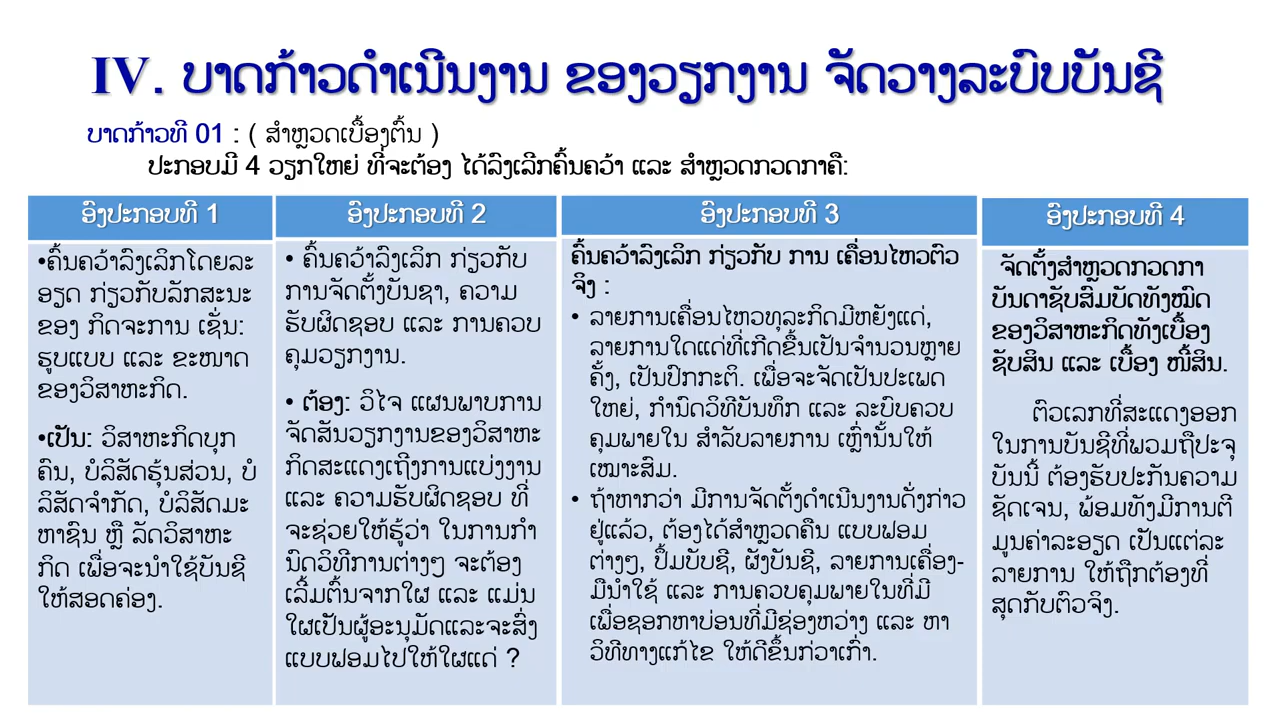 IV. ບາດກ້າວດຳເນີນງານ ຂອງວຽກງານ ຈັດວາງລະບົບບັນຊີ
ບາດກ້າວທີ 01 : ( ສຳຫຼວດເບື້ອງຕົ້ນ )
ປະກອບມີ 4 ວຽກໃຫຍ່ ທີ່ຈະຕ້ອງ ໄດ້ລົງເລິກຄົ້ນຄວ້າ ແລະ ສຳຫຼວດກວດກາຄື:
ອົງປະກອບທີ 1
•ຄົ້ນຄວ້າລົງເລິກໂດຍລະ
ອຽດ ກ່ຽວກັບລັກສະນະ
ຂອງ ກິດຈະການ ເຊັ່ນ:
ຮູບແບບ ແລະ ຂະໜາດ
ຂອງວິສາຫະກິດ.
•ເປັນ: ວິສາຫະກິດບຸກ
ຄົນ, ບໍລິສັດຮຸ້ນສ່ວນ, ບໍ
ລິສັດຈຳກັດ, ບໍລິສັດມະ
ຫາຊົນ ຫຼື ລັດວິສາຫະ
ກິດ ເພື່ອຈະນຳໃຊ້ບັນຊີ
ໃຫ້ສອດຄ່ອງ.
ອົງປະກອບທີ 2
• ຄົ້ນຄວ້າລົງເລິກ ກ່ຽວກັບ
ການຈັດຕັ້ງບັນຊາ, ຄວາມ
ຮັບຜິດຊອບ ແລະ ການຄວບ
ຄຸມວຽກງານ.
• ຕ້ອງ: ວິໄຈ ແຜນພາບການ
ຈັດສັນວຽກງານຂອງວິສາຫະ
ກິດສະແດງເຖີງການແບ່ງງານ
ແລະ ຄວາມຮັບຜິດຊອບ ທີ່
ຈະຊ່ວຍໃຫ້ຮູ້ວ່າ ໃນການກຳ
ນົດວິທີການຕ່າງໆ ຈະຕ້ອງ
ເລີ້ມຕົ້ນຈາກໃຜ ແລະ ແມ່ນ
ໃຜເປັນຜູ້ອະນຸມັດແລະຈະສົ່ງ
ແບບຟອມໄປໃຫ້ໃຜແດ່ ?
ອົງປະກອບທີ 3
ຄົ້ນຄວ້າລົງເລິກ ກ່ຽວກັບ ການ ເຄື່ອນໄຫວຕົວ
ຈິງ :
• ລາຍການເຄື່ອນໄຫວທຸລະກິດມີຫຍັງແດ່,
ລາຍການໃດແດ່ທີ່ເກີດຂື້ນເປັນຈຳນວນຫຼາຍ
ຄັ້ງ, ເປັນປົກກະຕິ. ເພື່ອຈະຈັດເປັນປະເພດ
ໃຫຍ່, ກຳນົດວິທີບັນທຶກ ແລະ ລະບົບຄວບ
ຄຸມພາຍໃນ ສຳລັບລາຍການ ເຫຼົ່ານັ້ນໃຫ້
ເໝາະສົມ.
• ຖ້າຫາກວ່າ ມີການຈັດຕັ້ງດຳເນີນງານດັ່ງກ່າວ
ຢູ່ແລ້ວ, ຕ້ອງໄດ້ສຳຫຼວດຄືນ ແບບຟອມ
ຕ່າງໆ, ປຶ້ມບັບຊີ, ຜັງບັນຊີ, ລາຍການເຄື່ອງ-
ມືນຳໃຊ້ ແລະ ການຄວບຄຸມພາຍໃນທີ່ມີ
ເພື່ອຊອກຫາບ່ອນທີ່ມີຊ່ອງຫວ່າງ ແລະ ຫາ
ວິທີທາງແກ້ໄຂ ໃຫ້ດີຂຶ້ນກ່ວາເກົ່າ.
ອົງປະກອບທີ 4
ຈັດຕັ້ງສຳຫຼວດກວດກາ
ບັນດາຊັບສົມບັດທັງໝົດ
ຂອງວິສາຫະກິດທັງເບື້ອງ
ຊັບສິນ ແລະ ເບື້ອງ ໜີ້ສິນ.
ຕົວເລກທີ່ສະແດງອອກ
ໃນການບັນຊີທີ່ພວມຖືປະຈຸ
ບັນນີ້ ຕ້ອງຮັບປະກັນຄວາມ
ຊັດເຈນ, ພ້ອມທັງມີການຕີ
ມູນຄ່າລະອຽດ ເປັນແຕ່ລະ
ລາຍການ ໃຫ້ຖືກຕ້ອງທີ່
ສຸດກັບຕົວຈິງ.